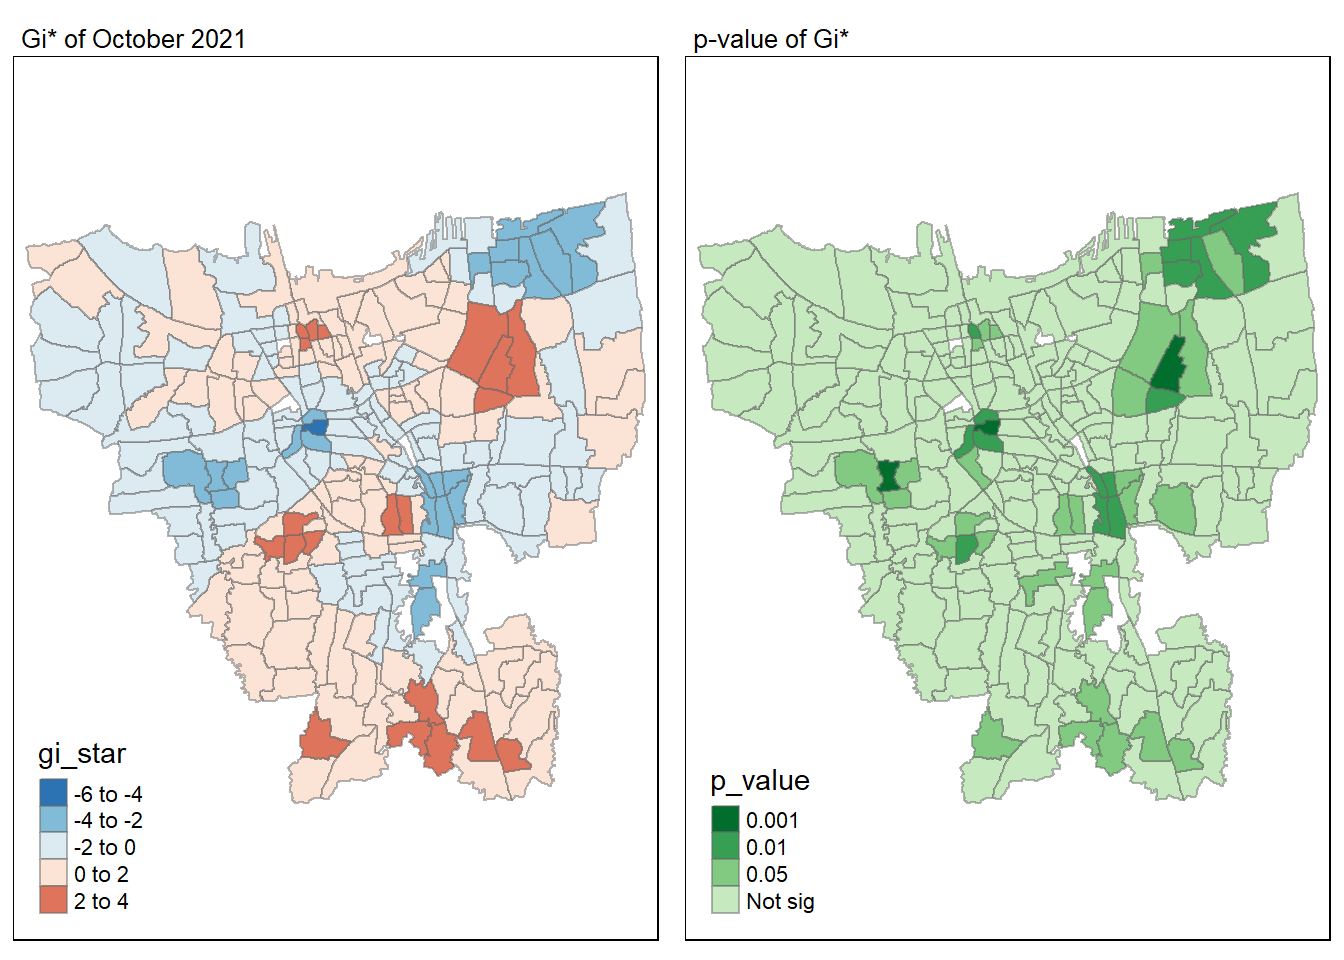 Gi* of October 2021
gi_star
-6 to -4
-4 to -2
-2 to 0
0 to 2
2 to 4
p-value of Gi*
p_value
0.001
0.01
0.05
Not sig